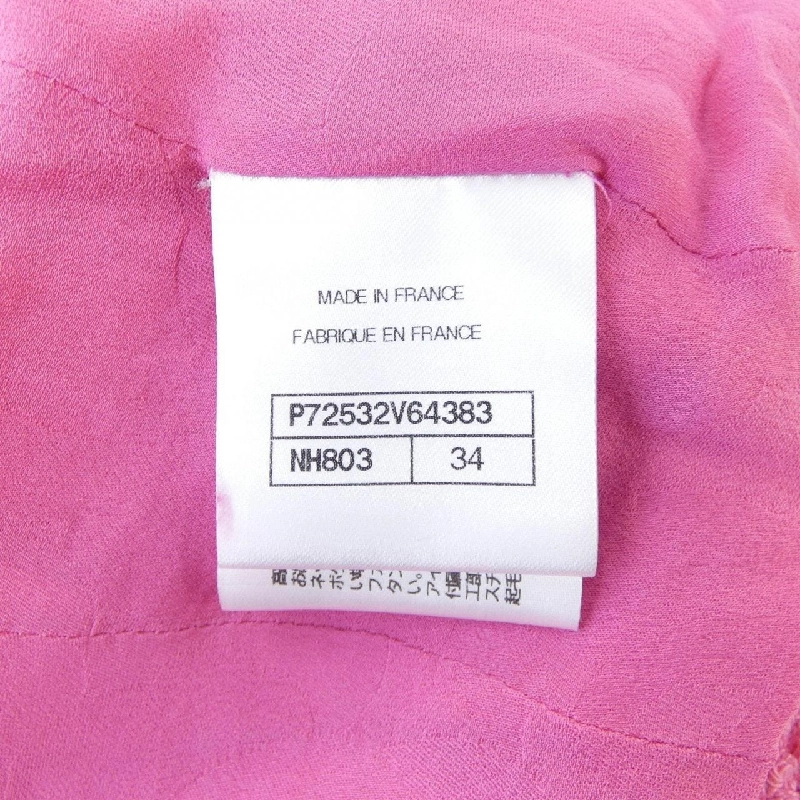 MADE IN FRANCE
FABRIQUE EN FRANCE
P72532V64383
NH803 34